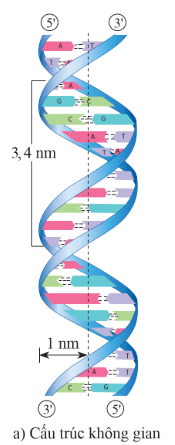 5' 3'
A T
T
A
G C
C G
A T
T A
3,4 nm
T
T
1 nm
T
A T
C G
3' 5'
a) Cấu trúc không gian